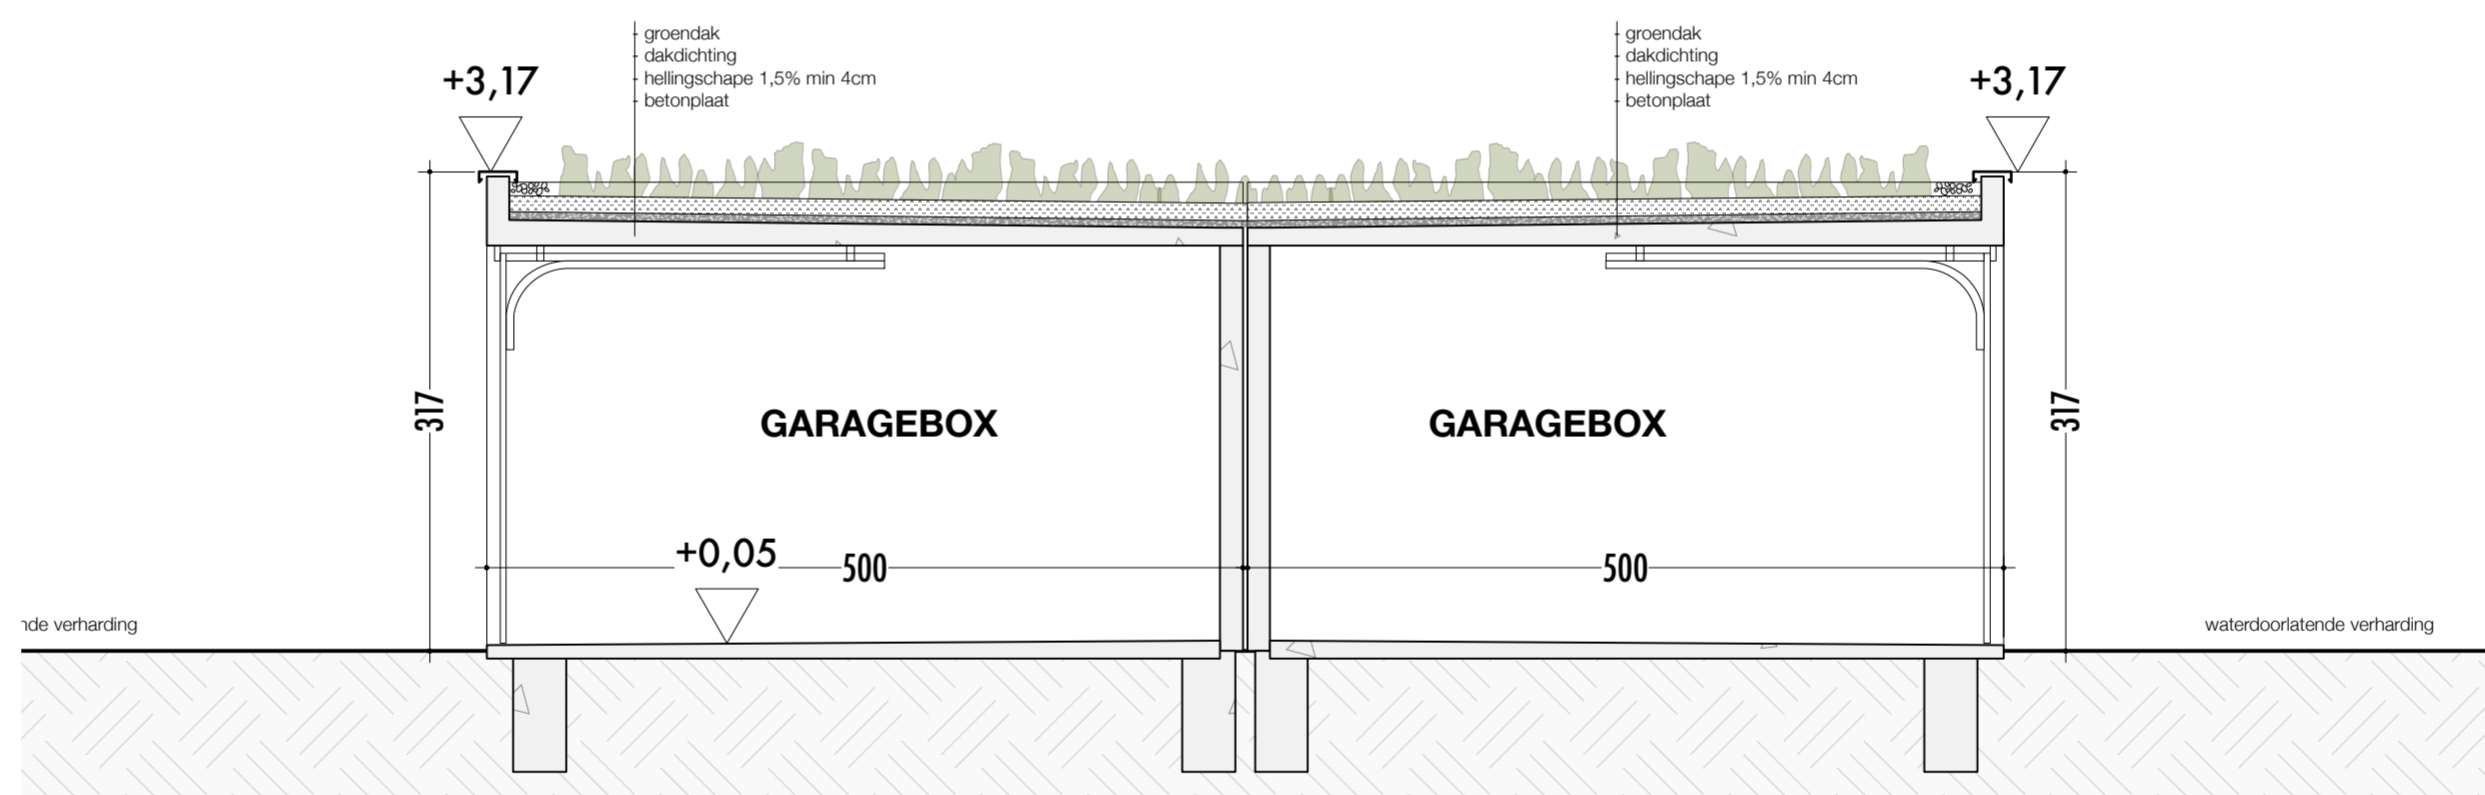 groendak
dakdichting
hellingschape 1,5% min 4cm
betonplaat
groendak
dakdichting
hellingschape 1,5% min 4cm
betonplaat
+3,17
+3,17
317
GARAGEBOX
GARAGEBOX
317
+0,05
500
500
verharding
waterdoorlatende verharding